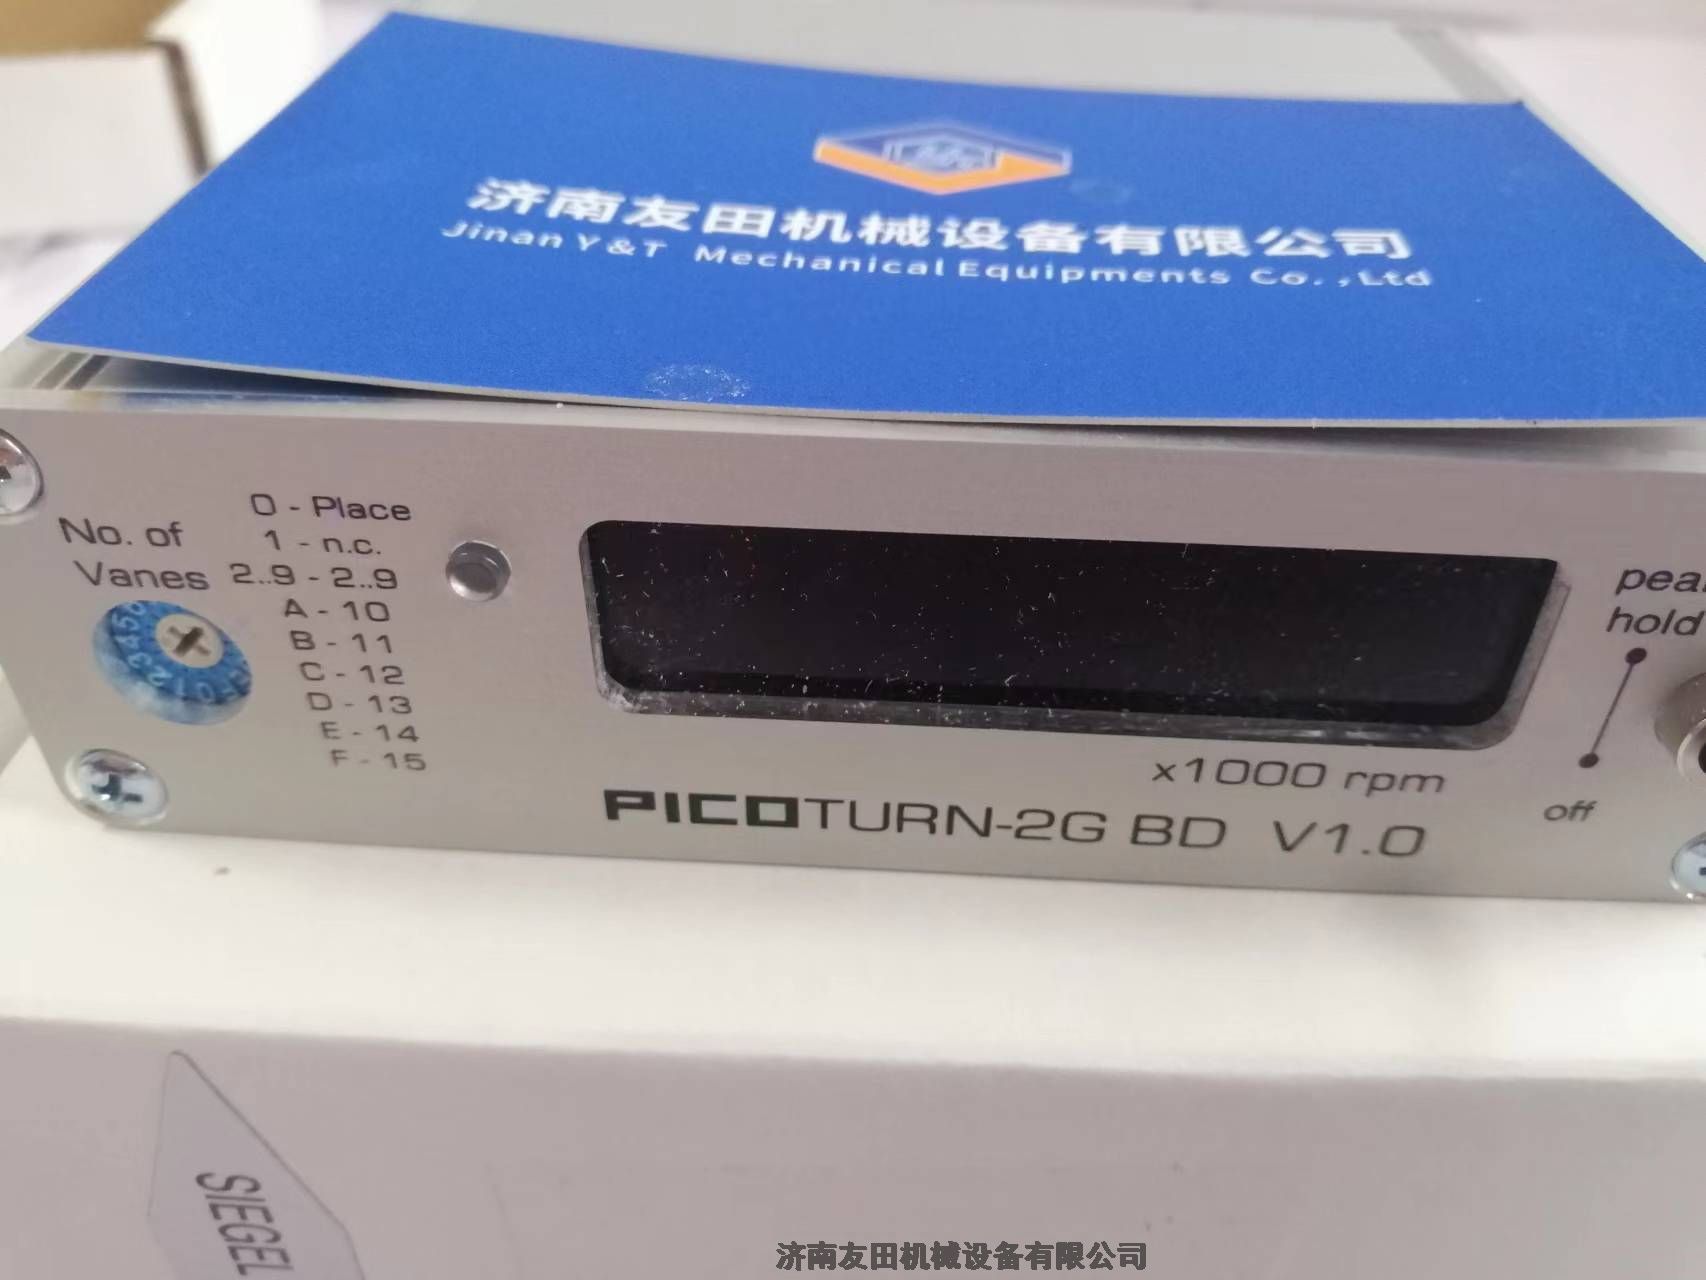 济南友田机械设备有限公司
Jinan Y&T Mechanical Equipments Co.,Ltd
No. of
Vanes
0 - Place
1 - n.c.
2..9 - 2..9
A - 10
B - 11
C - 12
D - 13
E - 14
F - 15
peak
hold
off
x1000 rpm
PICOTURN-2G BD V1.0
SIEGEL
济南友田机械设备有限公司